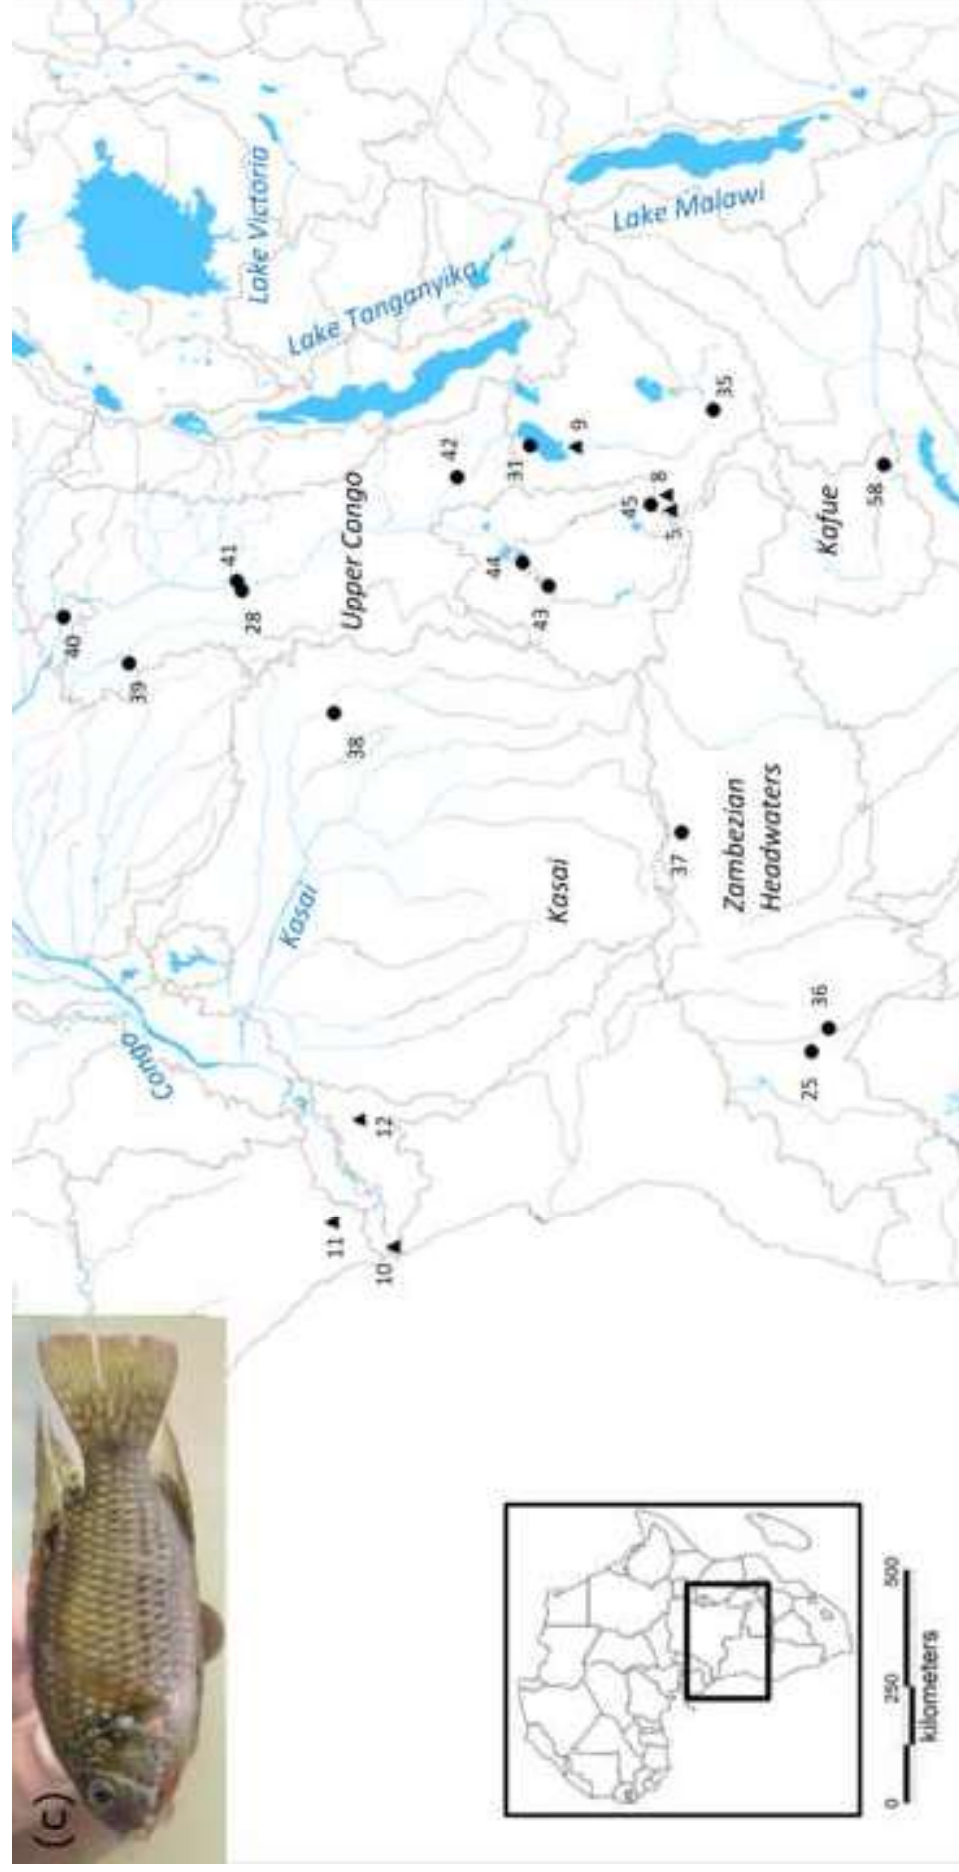 (c)
Lake Victoria
Lake Tanganyika
Lake Malawi
Congo
Kasai
Upper Congo
Kasai
Zambezian
Headwaters
Kafue
40
39
41
28
38
42
31
9
44
43
45
8
5
35
58
37
36
25
12
11
10
0
250
500
kilometers